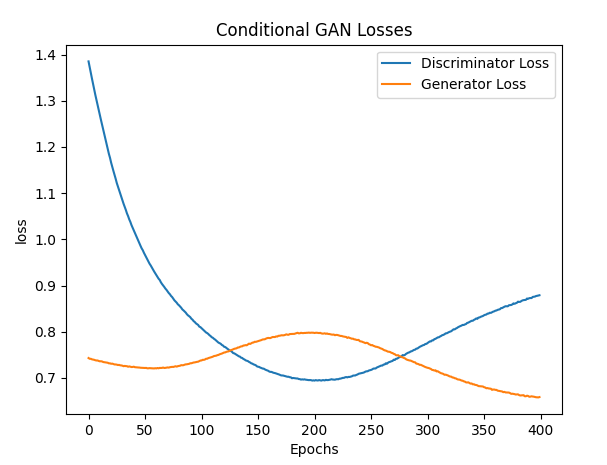 Conditional GAN Losses
Discriminator Loss
Generator Loss
1.4
1.3
1.2
1.1
1.0
0.9
0.8
0.7
loss
0 50 100 150 200 250 300 350 400
Epochs